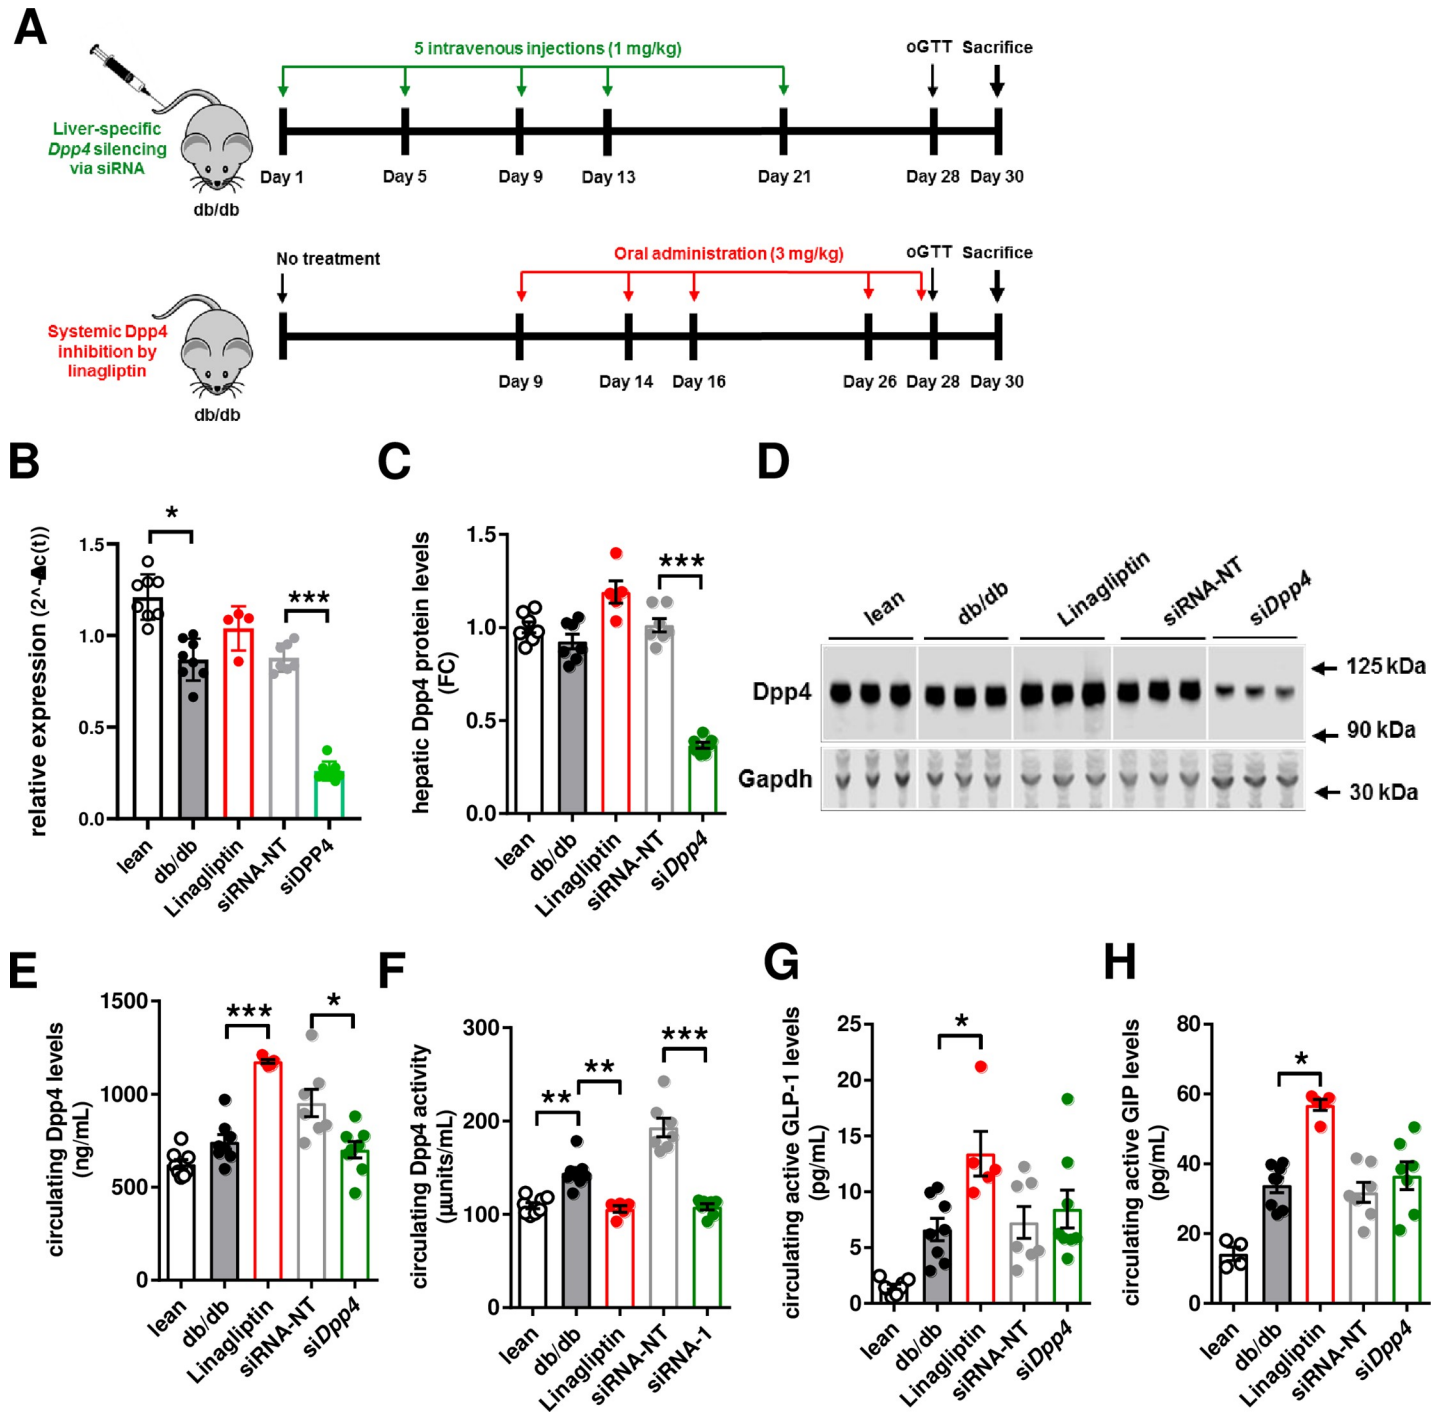 A
5 intravenous injections (1 mg/kg)
oGTT Sacrifice
Liver-specific
Dpp4 silencing
via siRNA
db/db
Day 1 Day 5 Day 9 Day 13 Day 21 Day 28 Day 30
No treatment
Oral administration (3 mg/kg)
oGTT Sacrifice
Systemic Dpp4
inhibition by
linagliptin
db/db
Day 9 Day 14 Day 16 Day 26 Day 28 Day 30
B
relative expression (2^-▲c(t))
1.5
1.0
0.5
0.0
*
***
lean
db/db
Linagliptin
siRNA-NT
siDPP4
C
hepatic Dpp4 protein levels
(FC)
1.5
1.0
0.5
0.0
***
lean
db/db
Linagliptin
siRNA-NT
siDpp4
D
lean
db/db
Linagliptin
siRNA-NT
siDpp4
Dpp4
Gapdh
125 kDa
90 kDa
30 kDa
E
circulating Dpp4 levels
(ng/mL)
1500
1000
500
0
***
*
lean
db/db
Linagliptin
siRNA-NT
siDpp4
F
circulating Dpp4 activity
(µunits/mL)
300
200
100
0
**
**
***
lean
db/db
Linagliptin
siRNA-NT
siRNA-1
G
circulating active GLP-1 levels
(pg/mL)
25
20
15
10
5
0
*
lean
db/db
Linagliptin
siRNA-NT
siDpp4
H
circulating active GIP levels
(pg/mL)
80
60
40
20
0
*
lean
db/db
Linagliptin
siRNA-NT
siDpp4